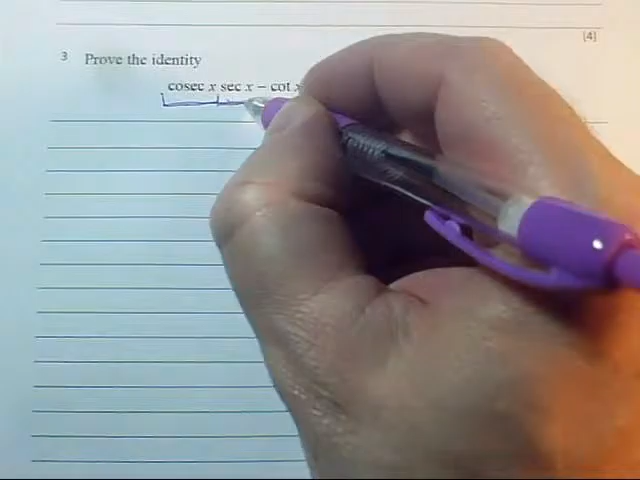 [4]
3 Prove the identity
cosec x sec x − cot x